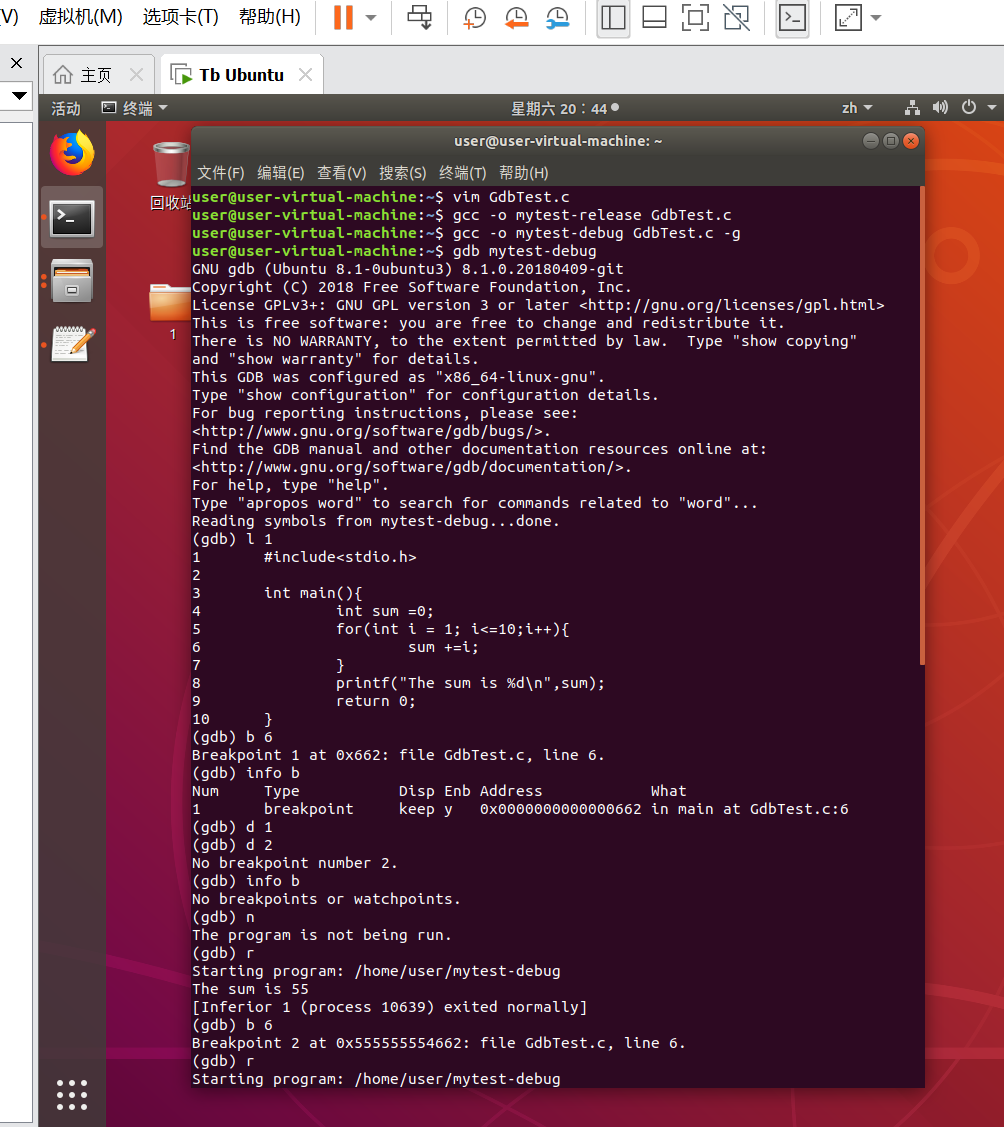 (V) 虚拟机(M) 选项卡(T) 帮助(H)
主页
Tb Ubuntu
活动 终端 星期六 20：44 zh
user@user-virtual-machine: ~
文件(F) 编辑(E) 查看(V) 搜索(S) 终端(T) 帮助(H)
回收站
1
user@user-virtual-machine:~$ vim GdbTest.c
user@user-virtual-machine:~$ gcc -o mytest-release GdbTest.c
user@user-virtual-machine:~$ gcc -o mytest-debug GdbTest.c -g
user@user-virtual-machine:~$ gdb mytest-debug
GNU gdb (Ubuntu 8.1-0ubuntu3) 8.1.0.20180409-git
Copyright (C) 2018 Free Software Foundation, Inc.
License GPLv3+: GNU GPL version 3 or later <http://gnu.org/licenses/gpl.html>
This is free software: you are free to change and redistribute it.
There is NO WARRANTY, to the extent permitted by law.  Type "show copying"
and "show warranty" for details.
This GDB was configured as "x86_64-linux-gnu".
Type "show configuration" for configuration details.
For bug reporting instructions, please see:
<http://www.gnu.org/software/gdb/bugs/>.
Find the GDB manual and other documentation resources online at:
<http://www.gnu.org/software/gdb/documentation/>.
For help, type "help".
Type "apropos word" to search for commands related to "word"...
Reading symbols from mytest-debug...done.
(gdb) l 1
1       #include<stdio.h>
2
3       int main(){
4               int sum =0;
5               for(int i = 1; i<=10;i++){
6                       sum +=i;
7               }
8               printf("The sum is %d\n",sum);
9               return 0;
10      }
(gdb) b 6
Breakpoint 1 at 0x662: file GdbTest.c, line 6.
(gdb) info b
Num     Type           Disp Enb Address            What
1       breakpoint     keep y   0x0000000000000662 in main at GdbTest.c:6
(gdb) d 1
(gdb) d 2
No breakpoint number 2.
(gdb) info b
No breakpoints or watchpoints.
(gdb) n
The program is not being run.
(gdb) r
Starting program: /home/user/mytest-debug
The sum is 55
[Inferior 1 (process 10639) exited normally]
(gdb) b 6
Breakpoint 2 at 0x555555554662: file GdbTest.c, line 6.
(gdb) r
Starting program: /home/user/mytest-debug